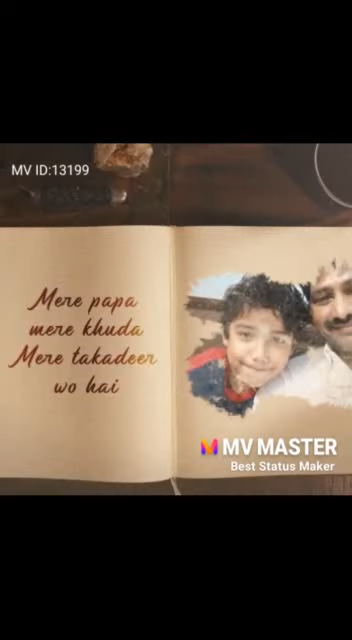 MV ID:13199
Mere papa
mere khuda
Mere takadeer
wo hai
MV MASTER
Best Status Maker